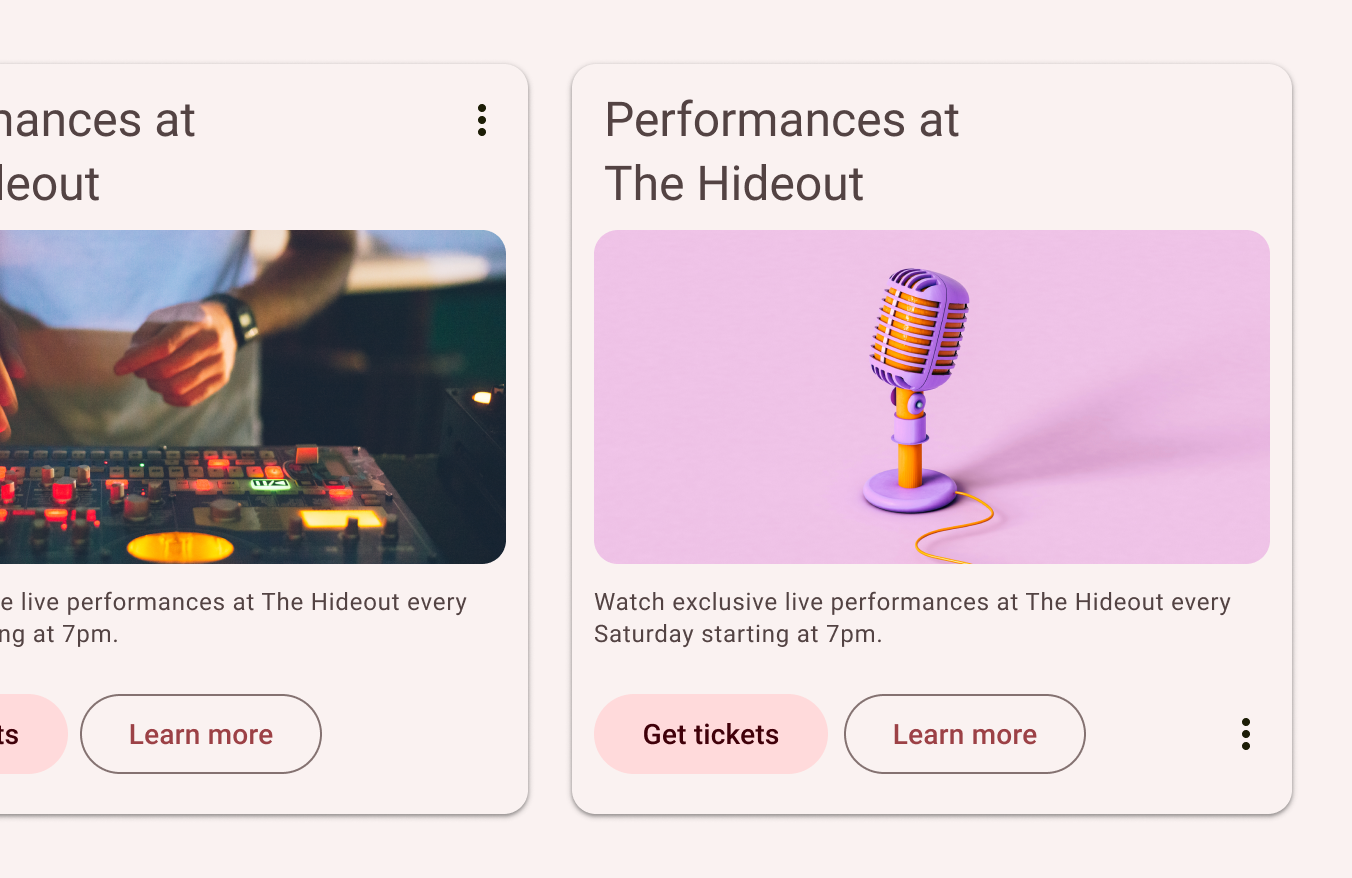 mances at
deout
e live performances at The Hideout every
ng at 7pm.
ts
Learn more
Performances at
The Hideout
Watch exclusive live performances at The Hideout every
Saturday starting at 7pm.
Get tickets
Learn more